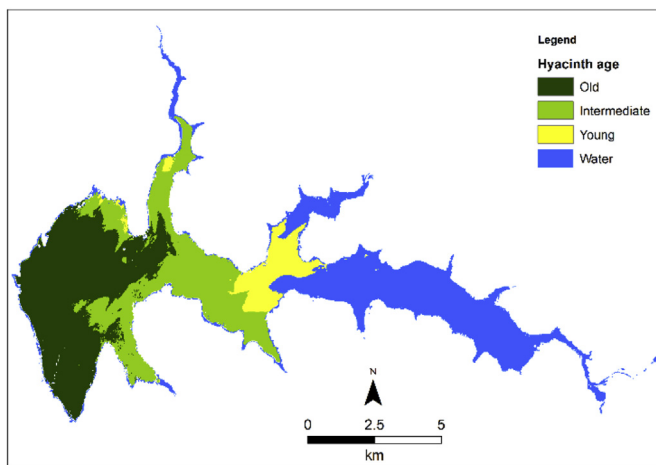 Legend
Hyacinth age
Old
Intermediate
Young
Water
N
0 2.5 5
km